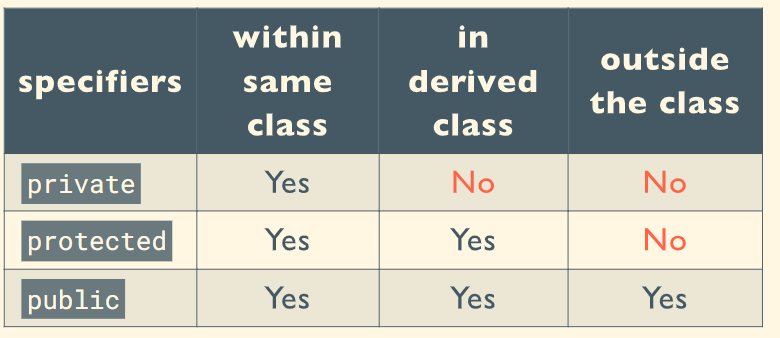 specifiers within same class in derived class outside the class
private Yes No No
protected Yes Yes No
public Yes Yes Yes